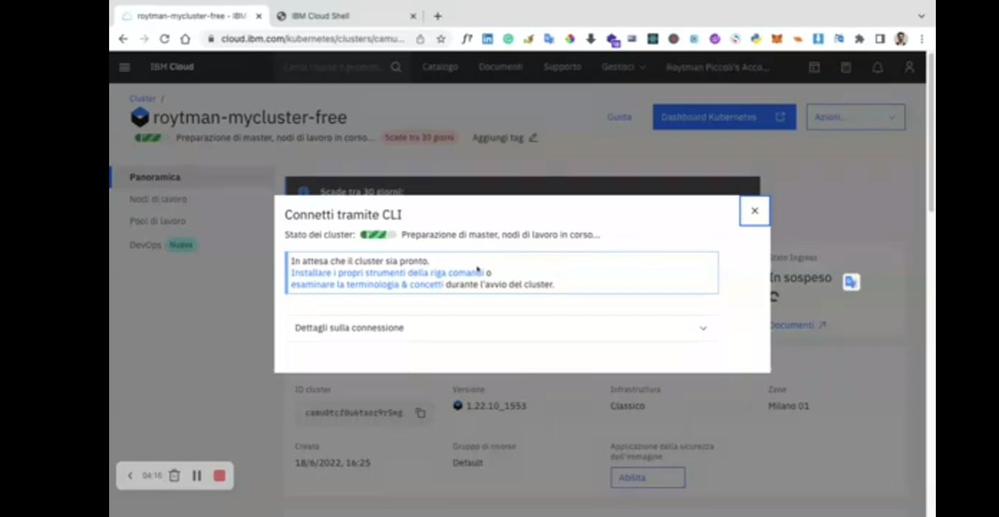 roytman-mycluster-free - IBM
IBM Cloud Shell
cloud.ibm.com/kubernetes/clusters/camu...
f?
IBM Cloud
Catalogo
Documenti
Supporto
Gestisci
Roysman Piccoli's Acco...
Cluster /
roytman-mycluster-free
Guida
Dashboard Kubernetes
Azioni...
Preparazione di master, nodi di lavoro in corso...
Scade tra 30 giorni
Aggiungi tag
Panoramica
Nodi di lavoro
Pool di lavoro
DevOps
Nuovo
Scade tra 30 giorni:
Connetti tramite CLI
Stato dei cluster:
Preparazione di master, nodi di lavoro in corso...
In attesa che il cluster sia pronto.
Installare i propri strumenti della riga comandi o
esaminare la terminologia & concetti durante l'avvio del cluster.
Dettagli sulla connessione
Stato Ingress
In sospeso
Documenti
ID cluster
Versione
1.22.10_1553
Infrastruttura
Classico
Zone
Milano 01
Creato
18/6/2022, 16:25
Gruppo di risorse
Default
Applicazione della sicurezza
dell'immagine
Abilita
04:16